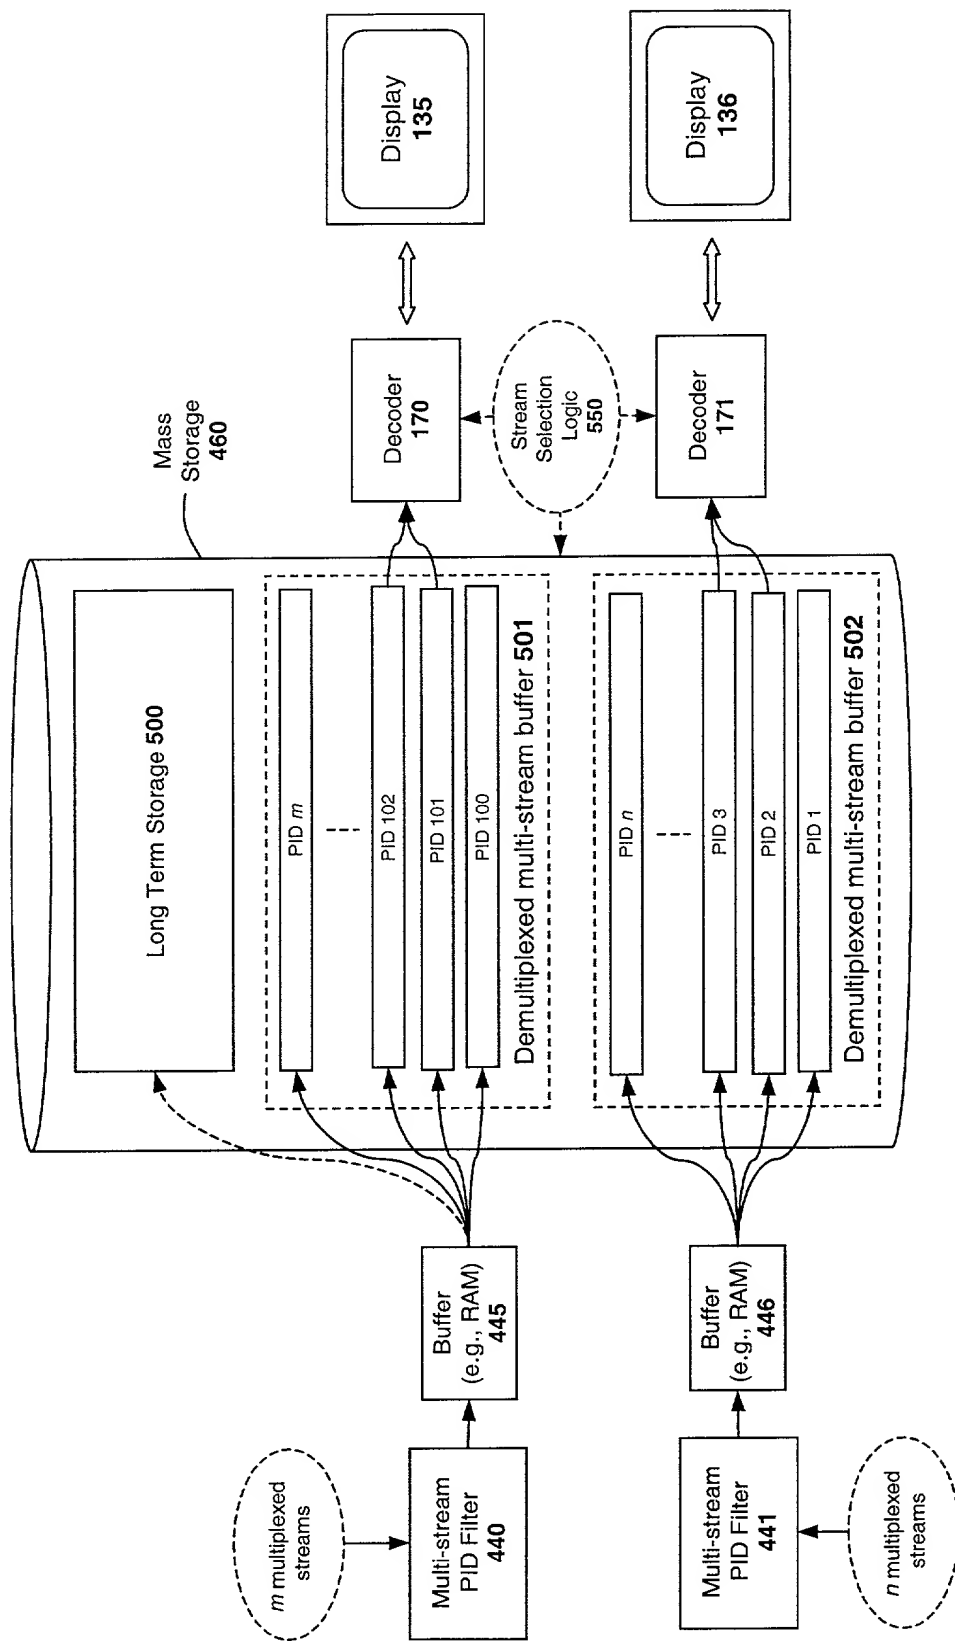 Mass
Storage
460
Long Term Storage 500
PID m
PID 102
PID 101
PID 100
Demultiplexed multi-stream buffer 501
PID n
PID 3
PID 2
PID 1
Demultiplexed multi-stream buffer 502
m multiplexed
streams
Multi-stream
PID Filter
440
Buffer
(e.g., RAM)
445
Decoder
170
Display
135
Stream
Selection
Logic
550
n multiplexed
streams
Multi-stream
PID Filter
441
Buffer
(e.g., RAM)
446
Decoder
171
Display
136